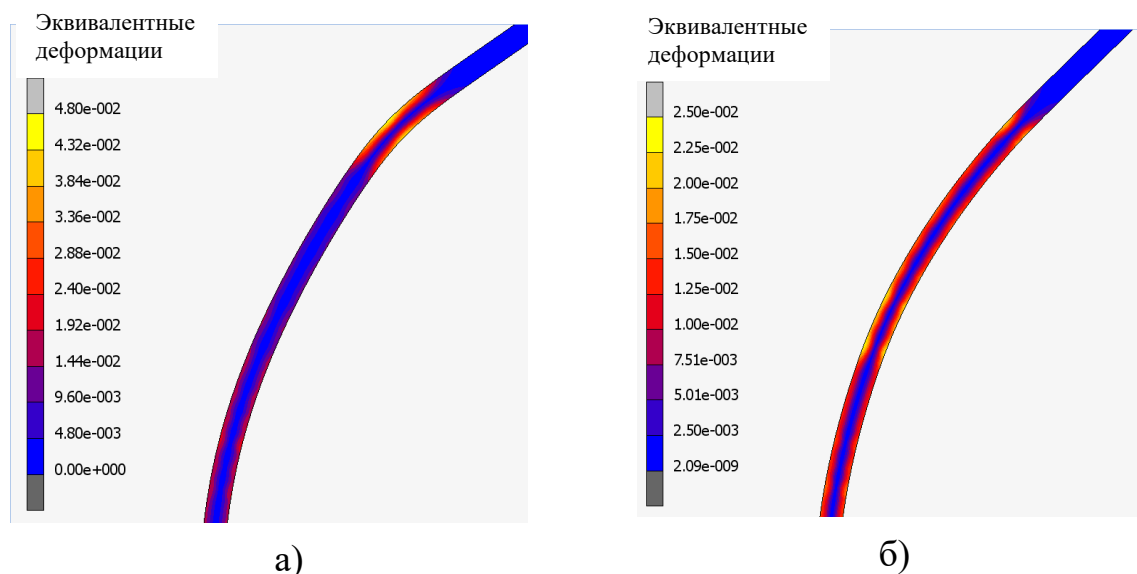 Эквивалентные
деформации
4.80e-002
4.32e-002
3.84e-002
3.36e-002
2.88e-002
2.40e-002
1.92e-002
1.44e-002
9.60e-003
4.80e-003
0.00e+000
а)
Эквивалентные
деформации
2.50e-002
2.25e-002
2.00e-002
1.75e-002
1.50e-002
1.25e-002
1.00e-002
7.51e-003
5.01e-003
2.50e-003
2.09e-009
б)